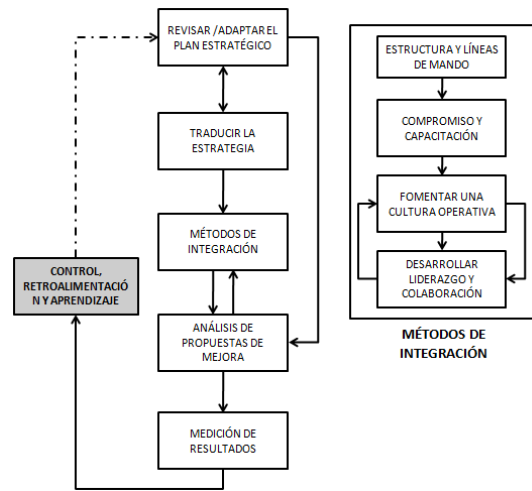 REVISAR /ADAPTAR EL
PLAN ESTRATÉGICO
TRADUCIR LA
ESTRATEGIA
MÉTODOS DE
INTEGRACIÓN
CONTROL,
RETROALIMENTACIÓ
N Y APRENDIZAJE
ANÁLISIS DE
PROPUESTAS DE
MEJORA
MEDICIÓN DE
RESULTADOS
ESTRUCTURA Y LÍNEAS
DE MANDO
COMPROMISO Y
CAPACITACIÓN
FOMENTAR UNA
CULTURA OPERATIVA
DESARROLLAR
LIDERAZGO Y
COLABORACIÓN
MÉTODOS DE
INTEGRACIÓN